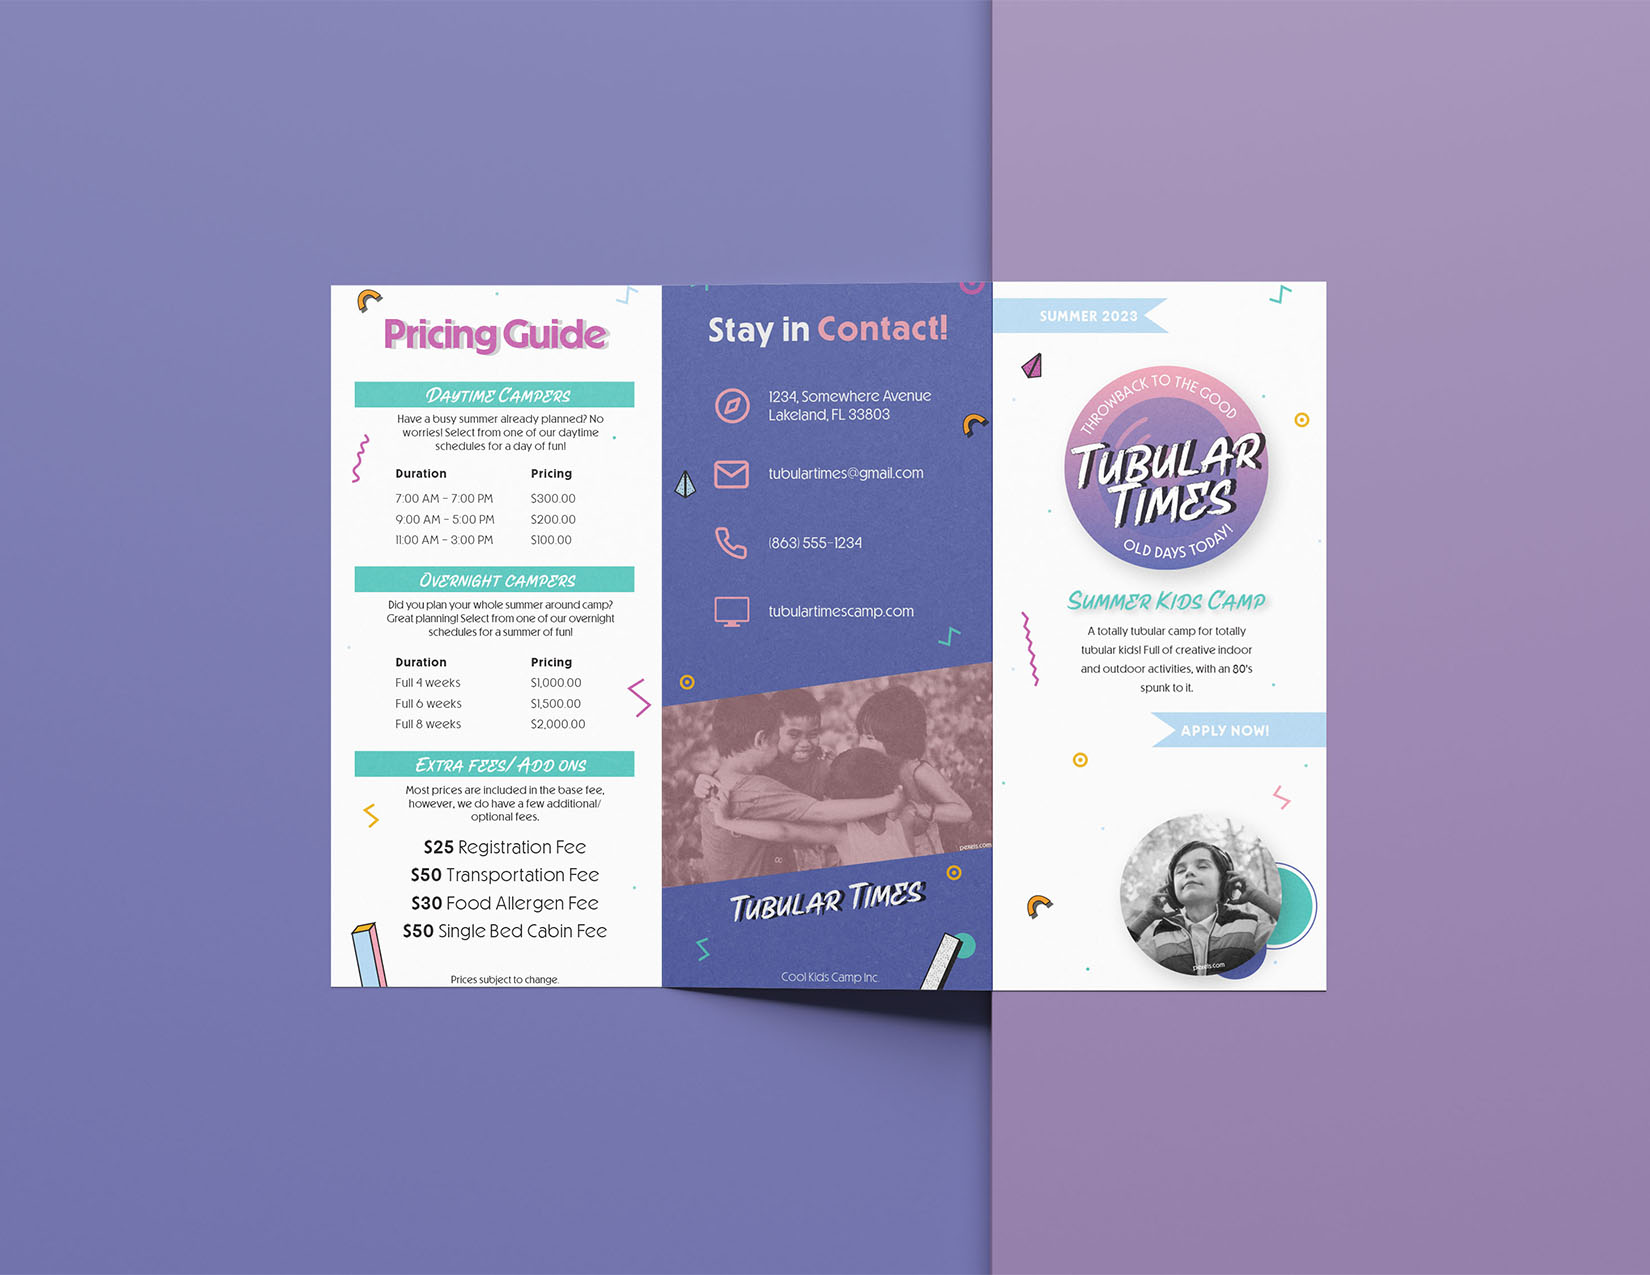 Pricing Guide
DAYTIME CAMPERS
Have a busy summer already planned? No
worries! Select from one of our daytime
schedules for a day of fun!
Duration Pricing
7:00 AM - 7:00 PM $300.00
9:00 AM - 5:00 PM $200.00
11:00 AM - 3:00 PM $100.00
OVERNIGHT CAMPERS
Did you plan your whole summer around camp?
Great planning! Select from one of our overnight
schedules for a summer of fun!
Duration Pricing
Full 4 weeks $1,000.00
Full 6 weeks $1,500.00
Full 8 weeks $2,000.00
EXTRA FEES/ADD ONS
Most prices are included in the base fee,
however, we do have a few additional/
optional fees.
$25 Registration Fee
$50 Transportation Fee
$30 Food Allergen Fee
$50 Single Bed Cabin Fee
Prices subject to change.
Stay in Contact!
1234, Somewhere Avenue
Lakeland, FL 33803
tubulartimes@gmail.com
(863) 555-1234
tubulartimescamp.com
pexels.com
TUBULAR TIMES
Cool Kids Camp Inc.
SUMMER 2023
THROWBACK TO THE GOOD
TUBULAR
TIMES
OLD DAYS TODAY!
SUMMER KIDS CAMP
A totally tubular camp for totally
tubular kids! Full of creative indoor
and outdoor activities, with an 80's
spunk to it.
APPLY NOW!
pexels.com